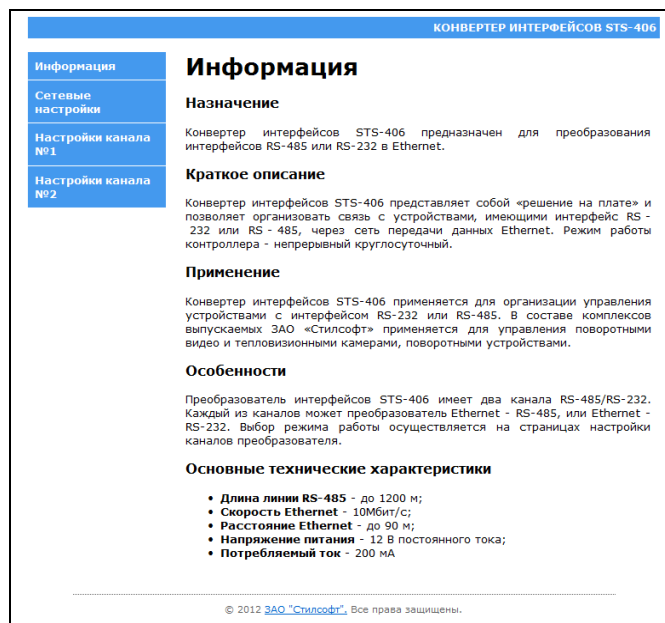 КОНВЕРТЕР ИНТЕРФЕЙСОВ STS-406
Информация
Сетевые
настройки
Настройки канала
№1
Настройки канала
№2
Информация
Назначение
Конвертер интерфейсов STS-406 предназначен для преобразования
интерфейсов RS-485 или RS-232 в Ethernet.
Краткое описание
Конвертер интерфейсов STS-406 представляет собой «решение на плате» и
позволяет организовать связь с устройствами, имеющими интерфейс RS -
232 или RS - 485, через сеть передачи данных Ethernet. Режим работы
контроллера - непрерывный круглосуточный.
Применение
Конвертер интерфейсов STS-406 применяется для организации управления
устройствами с интерфейсом RS-232 или RS-485. В составе комплексов
выпускаемых ЗАО «Стилсофт» применяется для управления поворотными
видео и тепловизионными камерами, поворотными устройствами.
Особенности
Преобразователь интерфейсов STS-406 имеет два канала RS-485/RS-232.
Каждый из каналов может преобразователь Ethernet - RS-485, или Ethernet -
RS-232. Выбор режима работы осуществляется на страницах настройки
каналов преобразователя.
Основные технические характеристики
• Длина линии RS-485 - до 1200 м;
• Скорость Ethernet - 10Мбит/с;
• Расстояние Ethernet - до 90 м;
• Напряжение питания - 12 В постоянного тока;
• Потребляемый ток - 200 мА
© 2012 ЗАО "Стилсофт". Все права защищены.